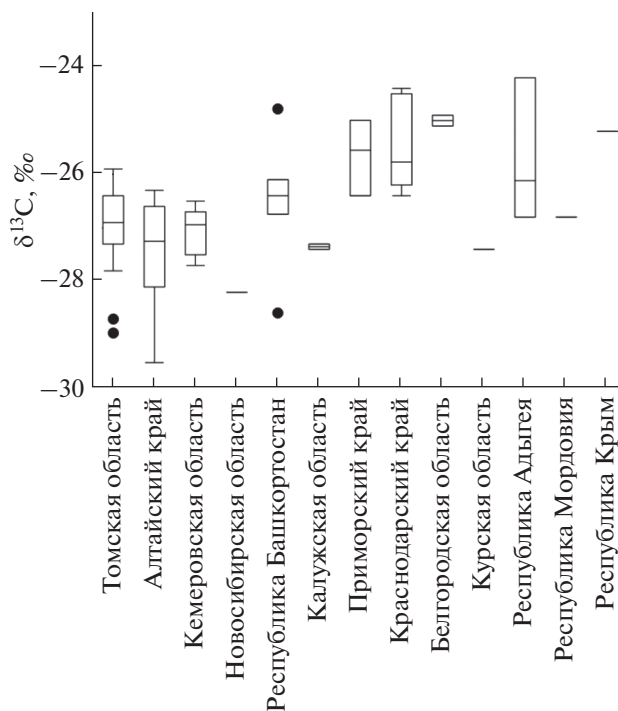 −24
−26
−28
−30
δ¹³C, ‰
Томская область
Алтайский край
Кемеровская область
Новосибирская область
Республика Башкортостан
Калужская область
Приморский край
Краснодарский край
Белгородская область
Курская область
Республика Адыгея
Республика Мордовия
Республика Крым